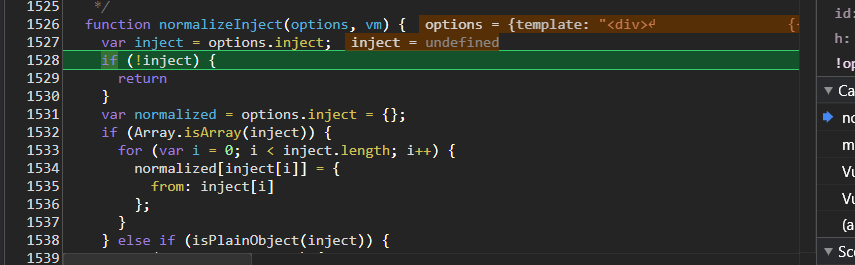 1525 */
1526 function normalizeInject(options, vm) { options = {template: "<div>↵ {
1527 var inject = options.inject; inject = undefined
1528 if (!inject) {
1529 return
1530 }
1531 var normalized = options.inject = {};
1532 if (Array.isArray(inject)) {
1533 for (var i = 0; i < inject.length; i++) {
1534 normalized[inject[i]] = {
1535 from: inject[i]
1536 };
1537 }
1538 } else if (isPlainObject(inject)) {
1539
id:
h:
!op
▼ Ca
no
m
Vu
Vu
(a
▼ Sc